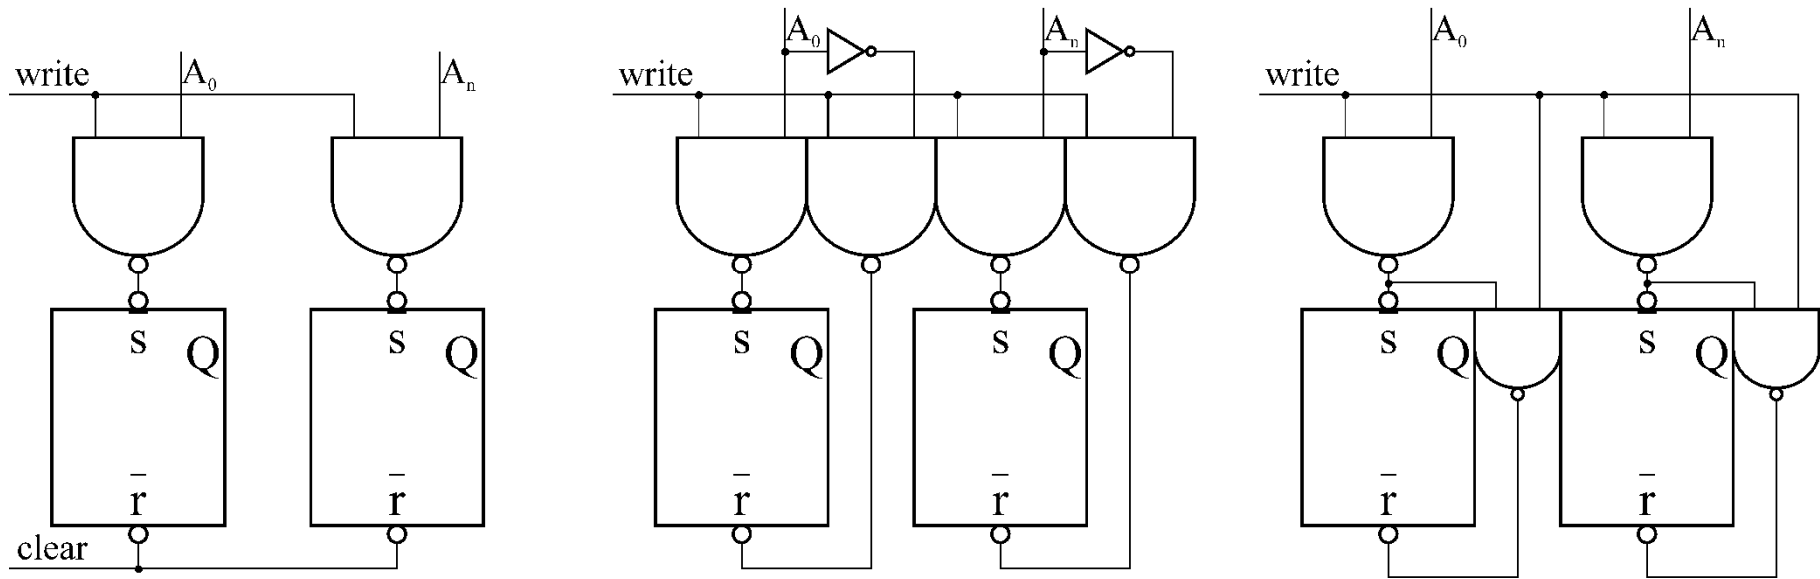 write A₀ Aₙ
s Q s Q
r̅ r̅
clear
write A₀ Aₙ
s Q s Q
r̅ r̅
write A₀ Aₙ
s Q s Q
r̅ r̅